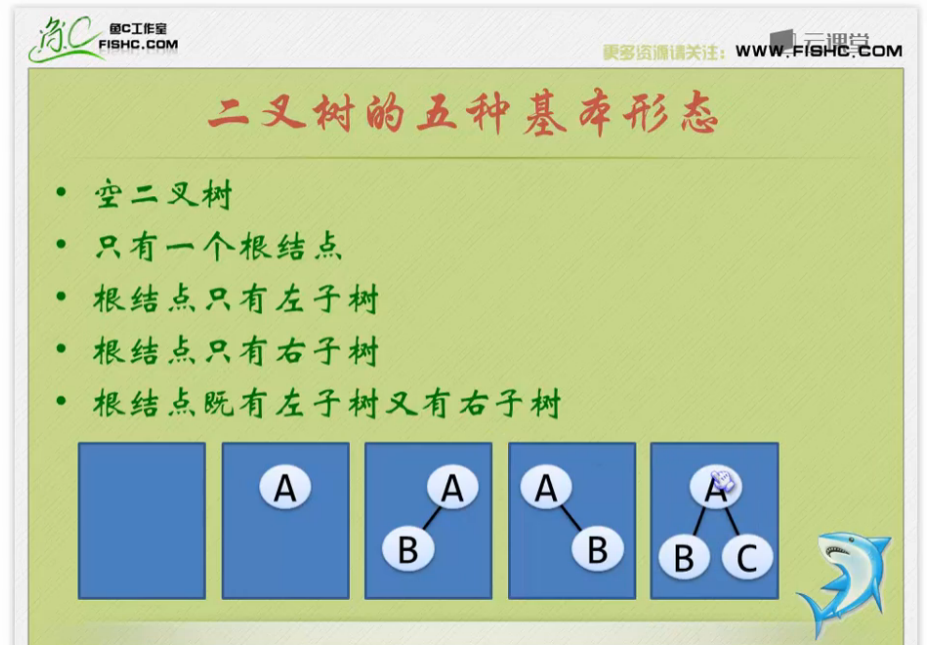 鱼C工作室
FISHC.COM
云课堂
更多资源请关注：WWW.FISHC.COM
二叉树的五种基本形态
• 空二叉树
• 只有一个根结点
• 根结点只有左子树
• 根结点只有右子树
• 根结点既有左子树又有右子树
A
A
B
A
B
A
B C